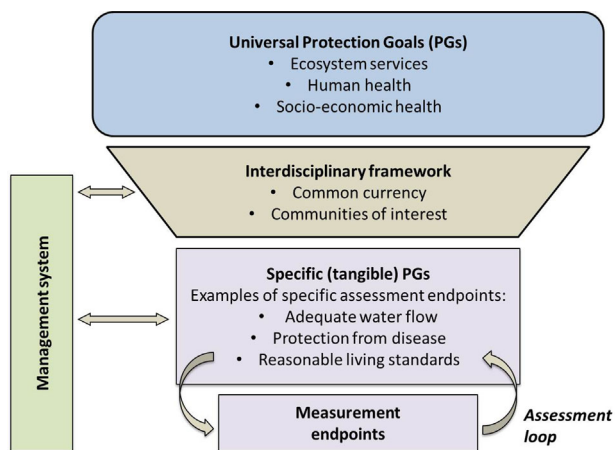 Universal Protection Goals (PGs)
• Ecosystem services
• Human health
• Socio-economic health
Interdisciplinary framework
• Common currency
• Communities of interest
Management system
Specific (tangible) PGs
Examples of specific assessment endpoints:
• Adequate water flow
• Protection from disease
• Reasonable living standards
Measurement
endpoints
Assessment
loop